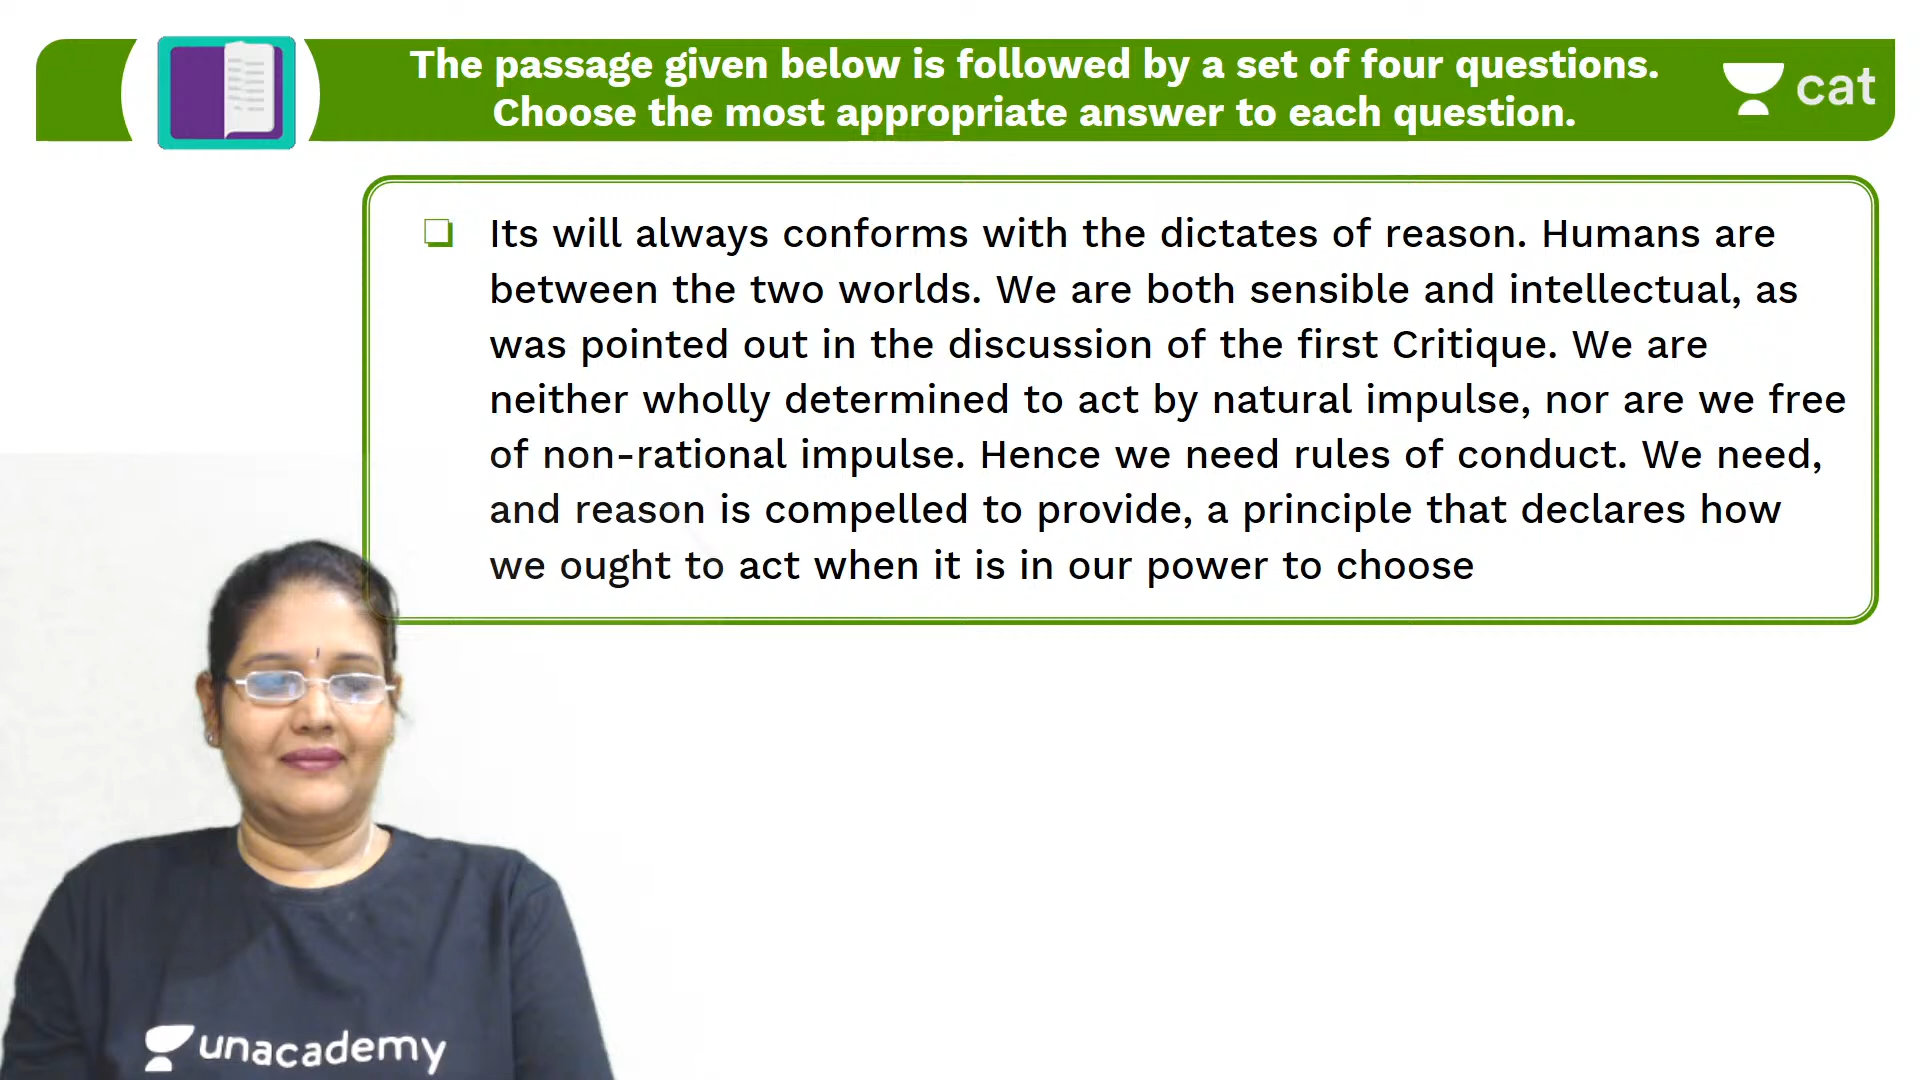 The passage given below is followed by a set of four questions.
Choose the most appropriate answer to each question.
cat
Its will always conforms with the dictates of reason. Humans are
between the two worlds. We are both sensible and intellectual, as
was pointed out in the discussion of the first Critique. We are
neither wholly determined to act by natural impulse, nor are we free
of non-rational impulse. Hence we need rules of conduct. We need,
and reason is compelled to provide, a principle that declares how
we ought to act when it is in our power to choose
unacademy